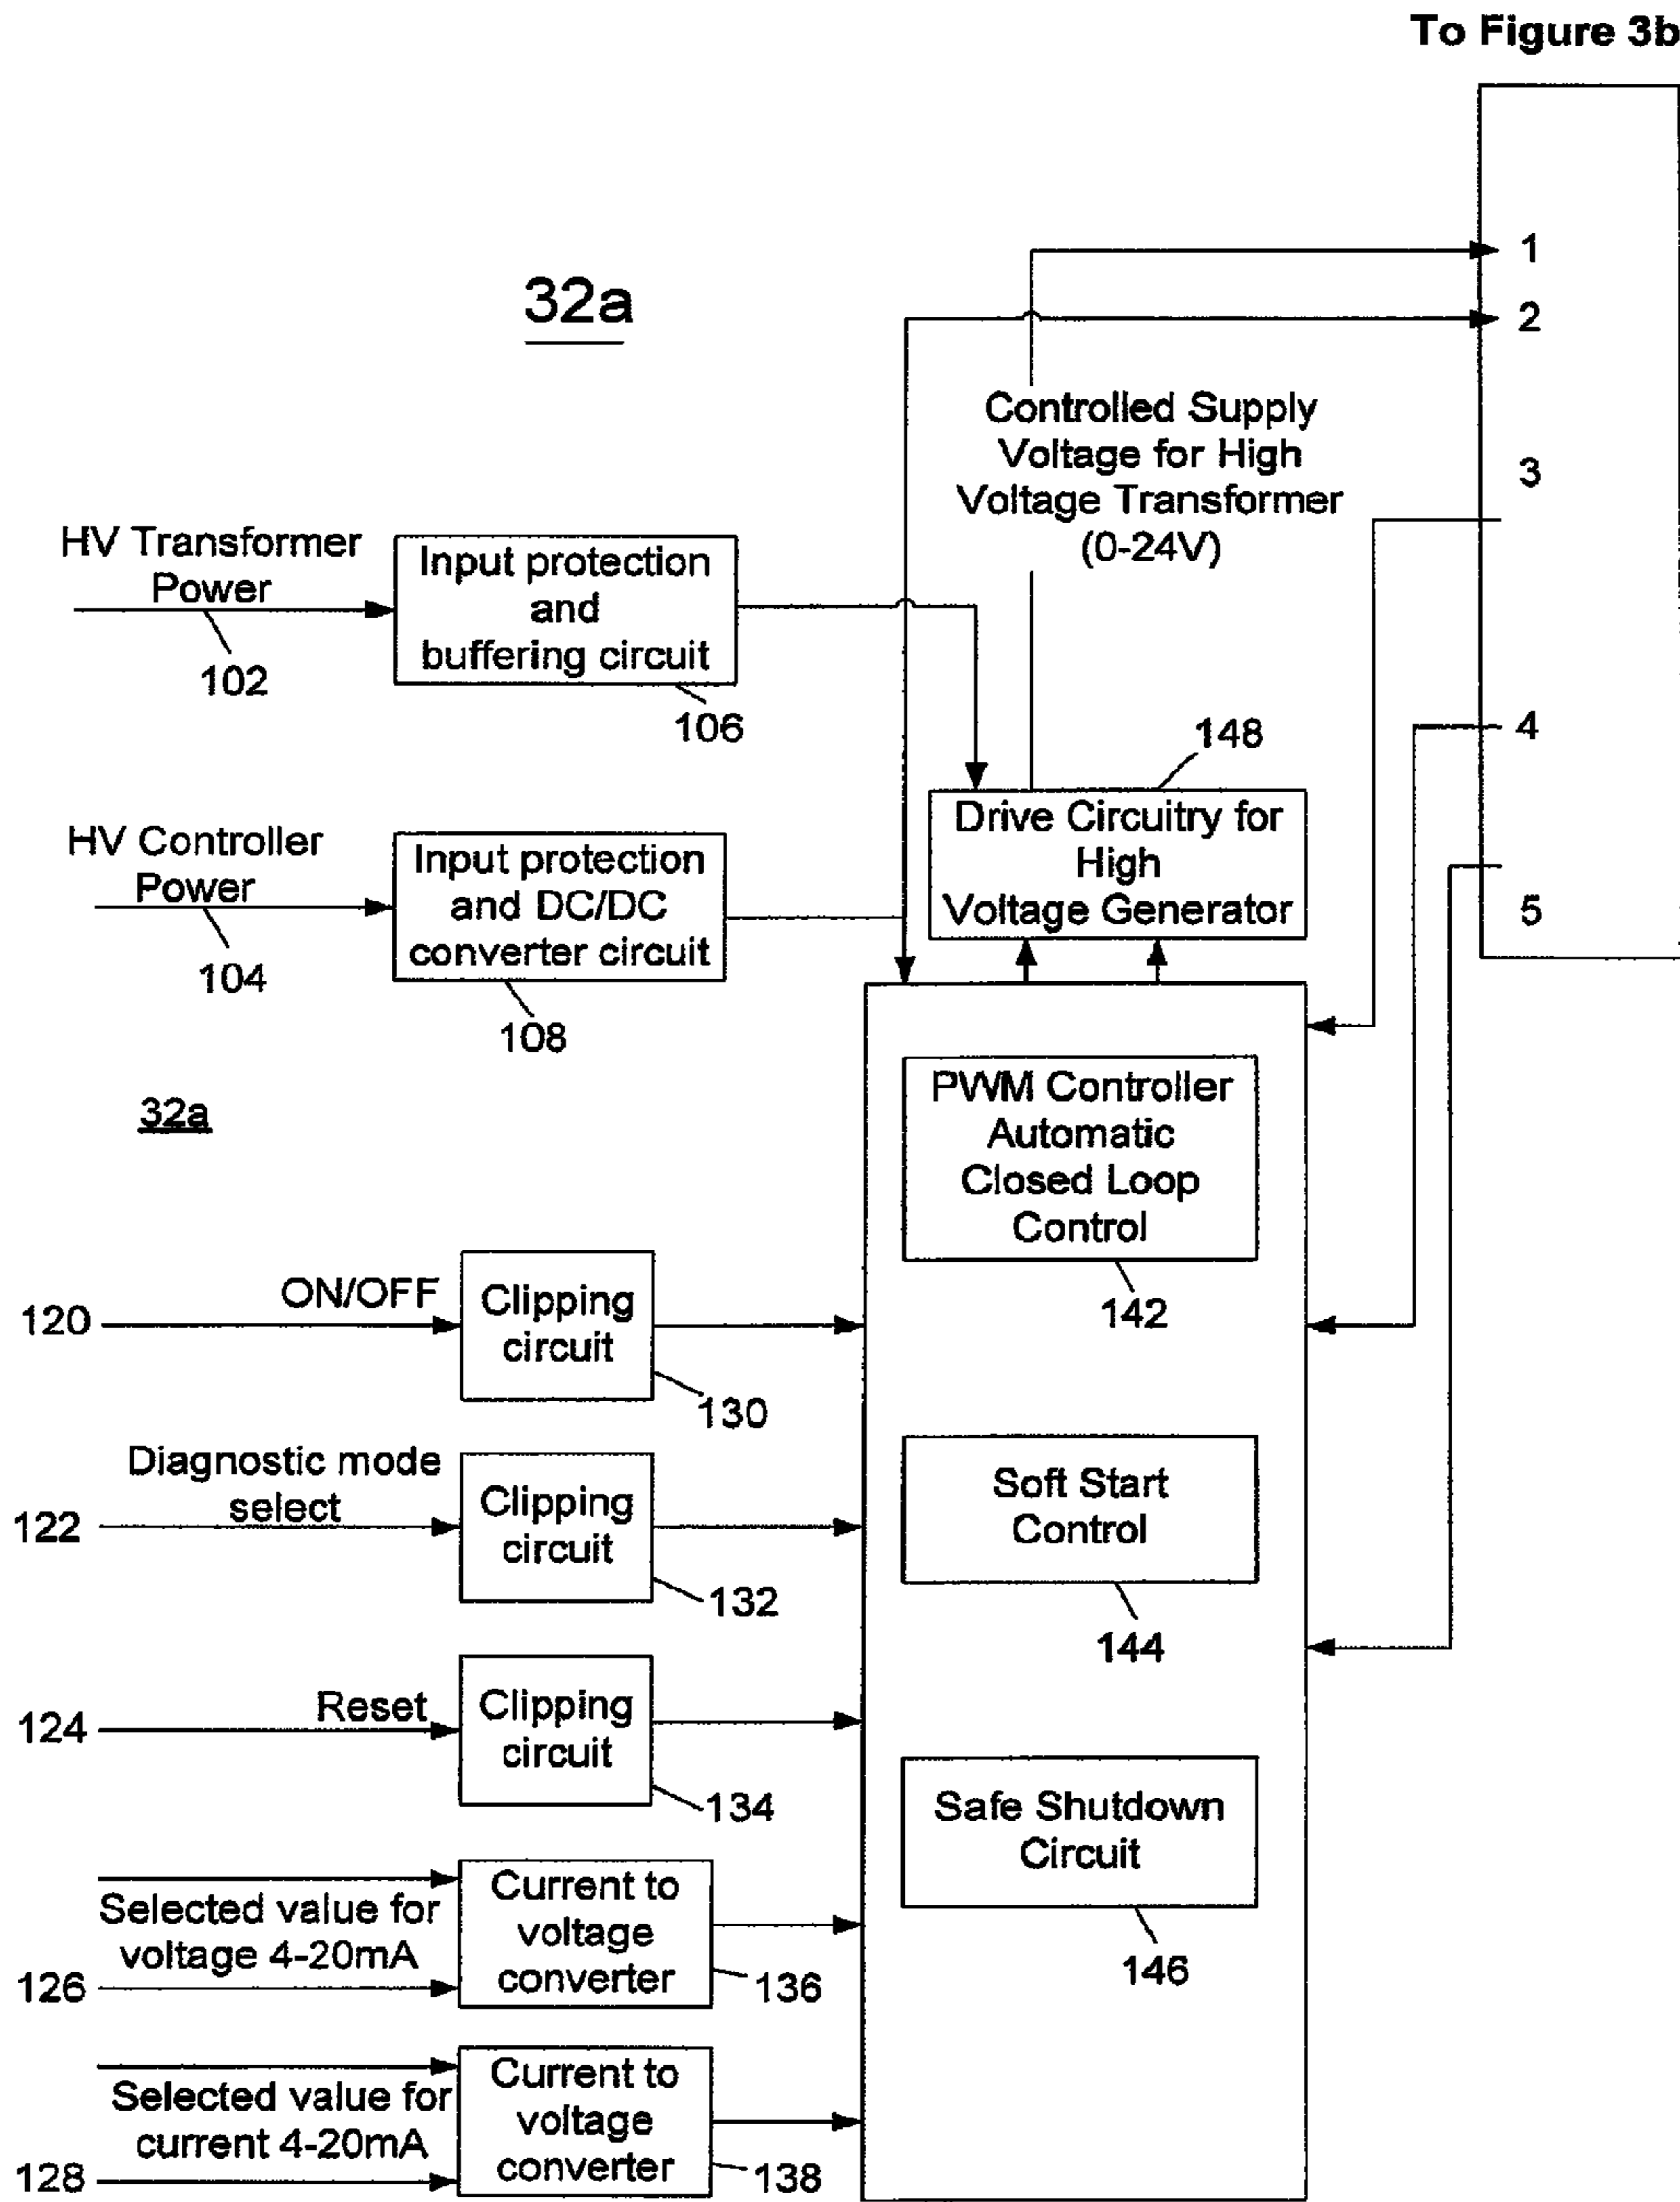 To Figure 3b
1
32a
2
Controlled Supply
Voltage for High
Voltage Transformer
(0-24V)
3
HV Transformer
Power
102
Input protection
and
buffering circuit
106
4
148
Drive Circuitry for
High
Voltage Generator
5
HV Controller
Power
104
Input protection
and DC/DC
converter circuit
108
32a
PWM Controller
Automatic
Closed Loop
Control
142
120
ON/OFF
Clipping
circuit
130
Diagnostic mode
select
122
Clipping
circuit
132
Soft Start
Control
144
124
Reset
Clipping
circuit
134
Safe Shutdown
Circuit
146
Selected value for
voltage 4-20mA
126
Current to
voltage
converter
136
Selected value for
current 4-20mA
128
Current to
voltage
converter
138